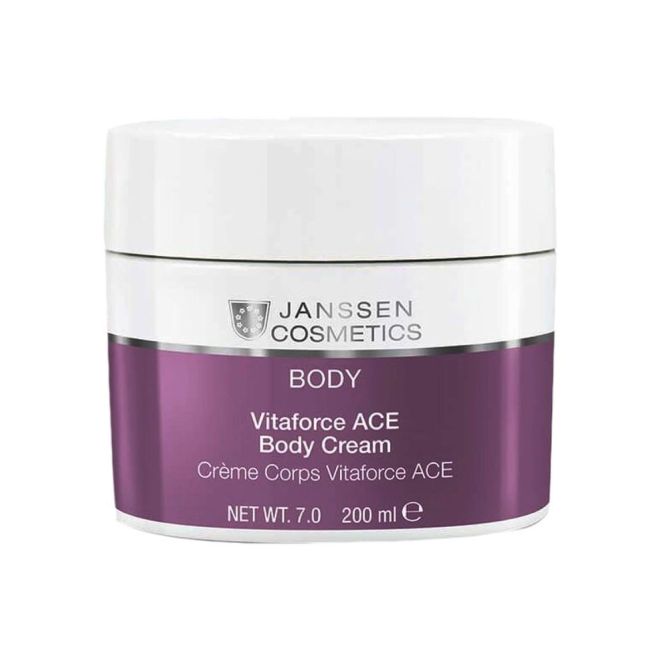 JANSSEN
COSMETICS
BODY
Vitaforce ACE
Body Cream
Crème Corps Vitaforce ACE
NET WT. 7.0 200 ml ℮